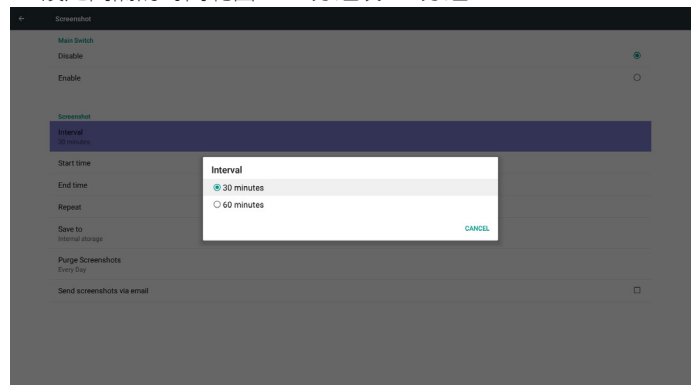 Screenshot
Main Switch
Disable
Enable
Screenshot
Interval
30 minutes
Start time
End time
Repeat
Save to
Internal storage
Purge Screenshots
Every Day
Send screenshots via email
Interval
30 minutes
60 minutes
CANCEL